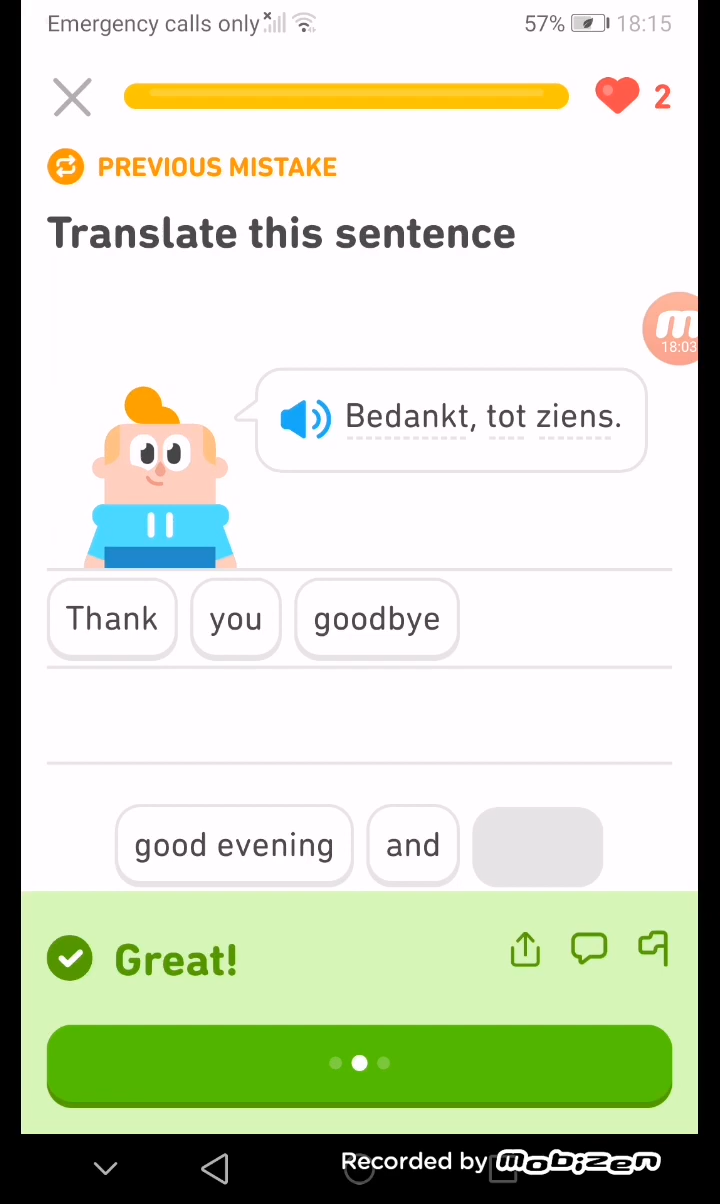 Emergency calls only 57% 18:15
2
PREVIOUS MISTAKE
Translate this sentence
m
18:03
Bedankt, tot ziens.
Thank you goodbye
good evening and
Great!
Recorded by mobizen